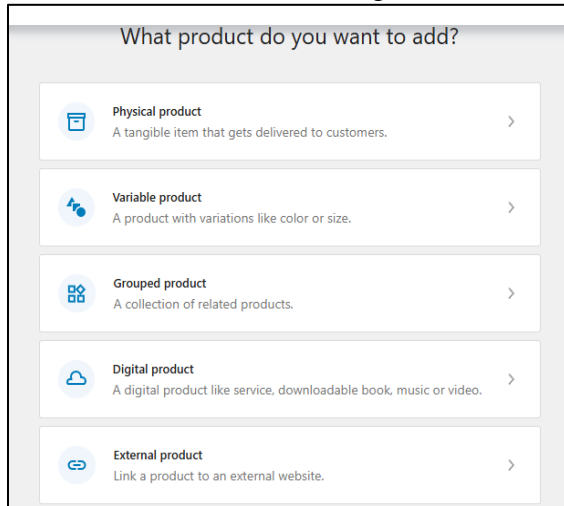 What product do you want to add?
Physical product
A tangible item that gets delivered to customers.
Variable product
A product with variations like color or size.
Grouped product
A collection of related products.
Digital product
A digital product like service, downloadable book, music or video.
External product
Link a product to an external website.